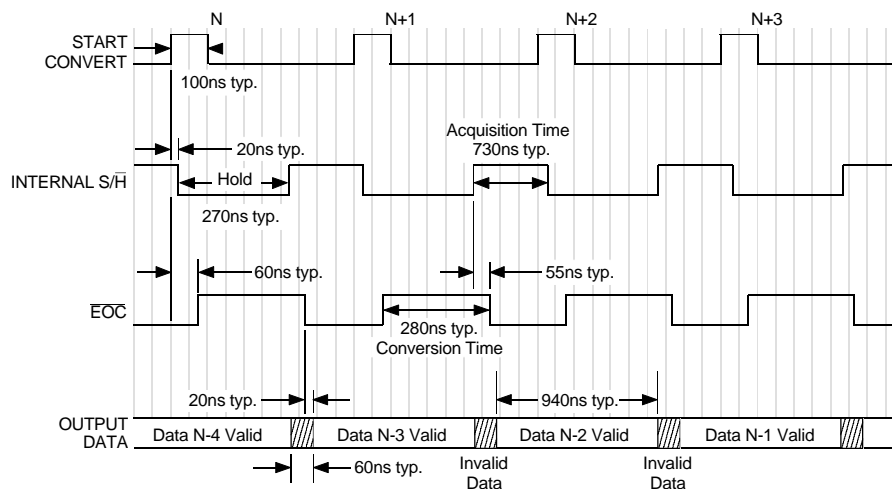 N N+1 N+2 N+3
START
CONVERT
100ns typ.
Acquisition Time
20ns typ. 730ns typ.
INTERNAL S/H̅ Hold
270ns typ.
60ns typ. 55ns typ.
E̅O̅C̅
280ns typ.
Conversion Time
20ns typ. 940ns typ.
OUTPUT
DATA Data N-4 Valid Data N-3 Valid Data N-2 Valid Data N-1 Valid
60ns typ. Invalid Invalid
Data Data